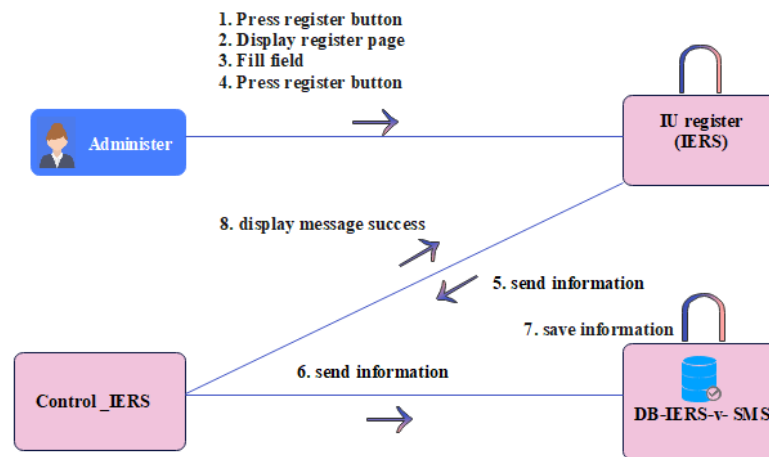 1. Press register button
2. Display register page
3. Fill field
4. Press register button
IU register
(IERS)
Administer
8. display message success
5. send information
7. save information
6. send information
Control _IERS
DB-IERS-v- SMS